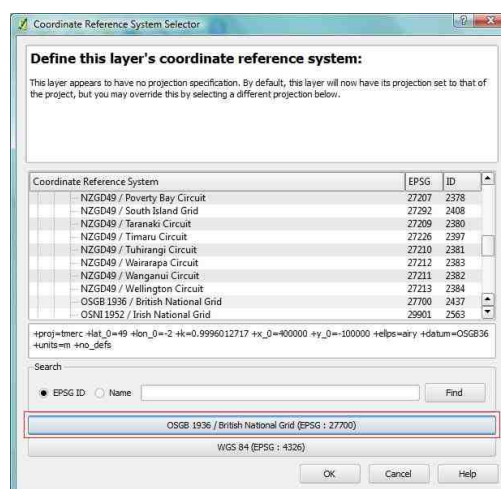 Coordinate Reference System Selector
Define this layer's coordinate reference system:
This layer appears to have no projection specification. By default, this layer will now have its projection set to that of
the project, but you may override this by selecting a different projection below.
Coordinate Reference System EPSG ID
NZGD49 / Poverty Bay Circuit 27207 2378
NZGD49 / South Island Grid 27292 2408
NZGD49 / Taranaki Circuit 27209 2380
NZGD49 / Timaru Circuit 27226 2397
NZGD49 / Tuhirangi Circuit 27210 2381
NZGD49 / Wairarapa Circuit 27212 2383
NZGD49 / Wanganui Circuit 27211 2382
NZGD49 / Wellington Circuit 27213 2384
OSGB 1936 / British National Grid 27700 2437
OSNI 1952 / Irish National Grid 29901 2563
+proj=tmerc +lat_0=49 +lon_0=-2 +k=0.9996012717 +x_0=400000 +y_0=-100000 +ellps=airy +datum=OSGB36
+units=m +no_defs
Search
EPSG ID Name Find
OSGB 1936 / British National Grid (EPSG : 27700)
WGS 84 (EPSG : 4326)
OK Cancel Help